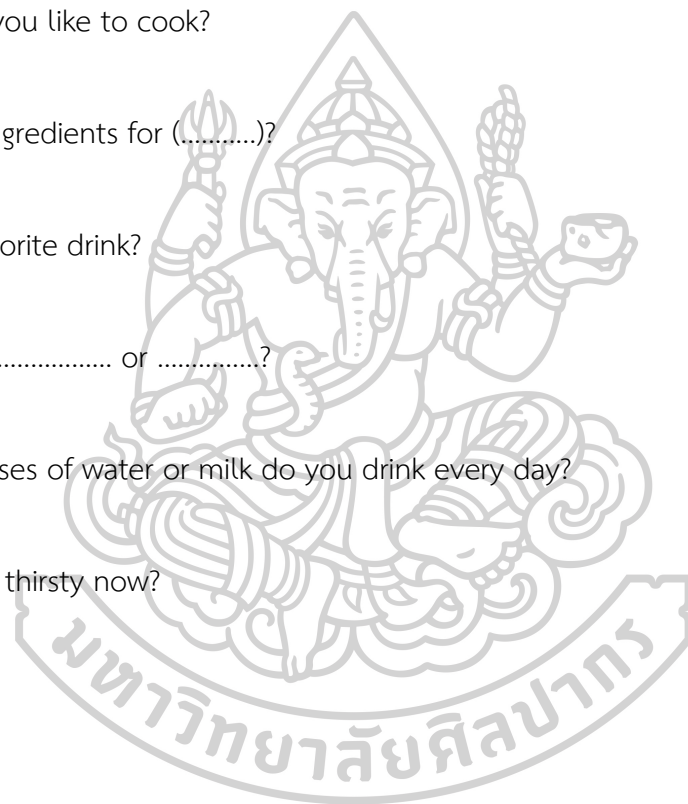 you like to cook?
gredients for (...........)?
orite drink?
................. or ...............?
ses of water or milk do you drink every day?
thirsty now?
มหาวิทยาลัยศิลปากร